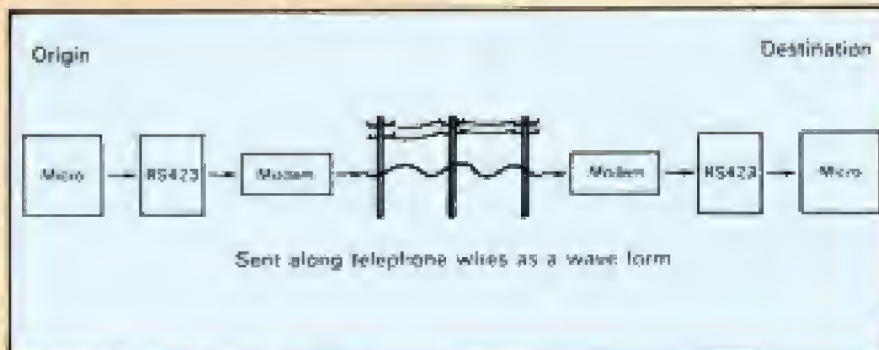 Origin
Destination
Micro
RS423
Modem
Modem
RS423
Micro
Sent along telephone wires as a wave form